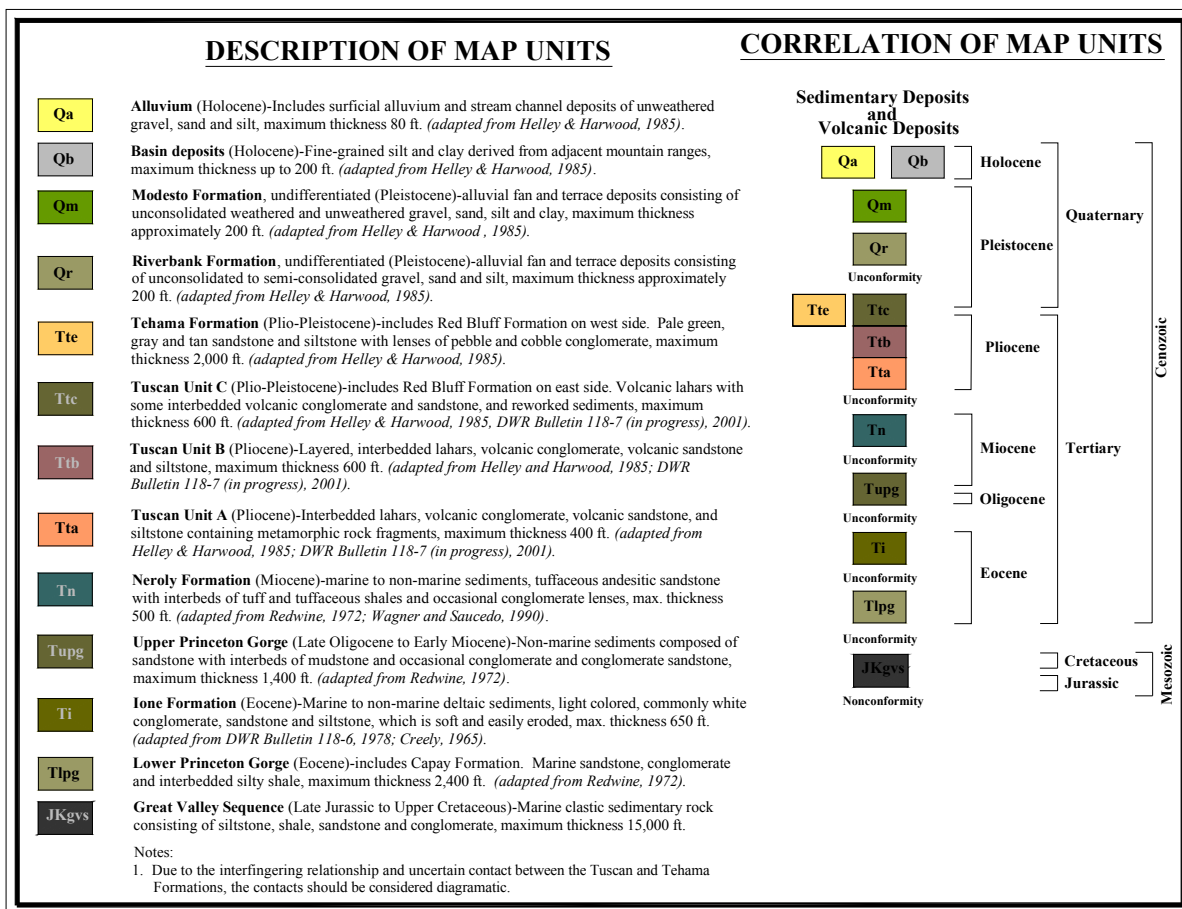 DESCRIPTION OF MAP UNITS
Qa
Alluvium (Holocene)-Includes surficial alluvium and stream channel deposits of unweathered
gravel, sand and silt, maximum thickness 80 ft. (adapted from Helley & Harwood, 1985).
Qb
Basin deposits (Holocene)-Fine-grained silt and clay derived from adjacent mountain ranges,
maximum thickness up to 200 ft. (adapted from Helley & Harwood, 1985).
Qm
Modesto Formation, undifferentiated (Pleistocene)-alluvial fan and terrace deposits consisting of
unconsolidated weathered and unweathered gravel, sand, silt and clay, maximum thickness
approximately 200 ft. (adapted from Helley & Harwood , 1985).
Qr
Riverbank Formation, undifferentiated (Pleistocene)-alluvial fan and terrace deposits consisting
of unconsolidated to semi-consolidated gravel, sand and silt, maximum thickness approximately
200 ft. (adapted from Helley & Harwood, 1985).
Tte
Tehama Formation (Plio-Pleistocene)-includes Red Bluff Formation on west side. Pale green,
gray and tan sandstone and siltstone with lenses of pebble and cobble conglomerate, maximum
thickness 2,000 ft. (adapted from Helley & Harwood, 1985).
Ttc
Tuscan Unit C (Plio-Pleistocene)-includes Red Bluff Formation on east side. Volcanic lahars with
some interbedded volcanic conglomerate and sandstone, and reworked sediments, maximum
thickness 600 ft. (adapted from Helley & Harwood, 1985, DWR Bulletin 118-7 (in progress), 2001).
Ttb
Tuscan Unit B (Pliocene)-Layered, interbedded lahars, volcanic conglomerate, volcanic sandstone
and siltstone, maximum thickness 600 ft. (adapted from Helley and Harwood, 1985; DWR
Bulletin 118-7 (in progress), 2001).
Tta
Tuscan Unit A (Pliocene)-Interbedded lahars, volcanic conglomerate, volcanic sandstone, and
siltstone containing metamorphic rock fragments, maximum thickness 400 ft. (adapted from
Helley & Harwood, 1985; DWR Bulletin 118-7 (in progress), 2001).
Tn
Neroly Formation (Miocene)-marine to non-marine sediments, tuffaceous andesitic sandstone
with interbeds of tuff and tuffaceous shales and occasional conglomerate lenses, max. thickness
500 ft. (adapted from Redwine, 1972; Wagner and Saucedo, 1990).
Tupg
Upper Princeton Gorge (Late Oligocene to Early Miocene)-Non-marine sediments composed of
sandstone with interbeds of mudstone and occasional conglomerate and conglomerate sandstone,
maximum thickness 1,400 ft. (adapted from Redwine, 1972).
Ti
Ione Formation (Eocene)-Marine to non-marine deltaic sediments, light colored, commonly white
conglomerate, sandstone and siltstone, which is soft and easily eroded, max. thickness 650 ft.
(adapted from DWR Bulletin 118-6, 1978; Creely, 1965).
Tlpg
Lower Princeton Gorge (Eocene)-includes Capay Formation. Marine sandstone, conglomerate
and interbedded silty shale, maximum thickness 2,400 ft. (adapted from Redwine, 1972).
JKgvs
Great Valley Sequence (Late Jurassic to Upper Cretaceous)-Marine clastic sedimentary rock
consisting of siltstone, shale, sandstone and conglomerate, maximum thickness 15,000 ft.
Notes:
1. Due to the interfingering relationship and uncertain contact between the Tuscan and Tehama
Formations, the contacts should be considered diagramatic.
CORRELATION OF MAP UNITS
Sedimentary Deposits
and
Volcanic Deposits
Qa Qb Holocene
Qm
Quaternary
Pleistocene
Qr
Unconformity
Tte Ttc
Ttb Pliocene
Tta
Unconformity
Cenozoic
Tn
Miocene Tertiary
Unconformity
Tupg
Oligocene
Unconformity
Ti
Eocene
Unconformity
Tlpg
Unconformity
JKgvs
Cretaceous
Jurassic
Mesozoic
Nonconformity